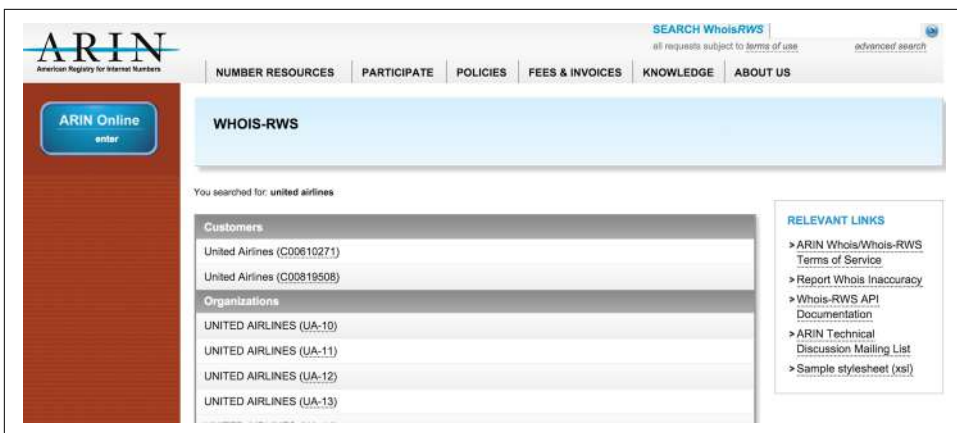 ARIN
American Registry for Internet Numbers
SEARCH WhoisRWS
all requests subject to terms of use
advanced search
NUMBER RESOURCES PARTICIPATE POLICIES FEES & INVOICES KNOWLEDGE ABOUT US
ARIN Online
enter
WHOIS-RWS
You searched for: united airlines
Customers
United Airlines (C00610271)
United Airlines (C00819508)
Organizations
UNITED AIRLINES (UA-10)
UNITED AIRLINES (UA-11)
UNITED AIRLINES (UA-12)
UNITED AIRLINES (UA-13)
RELEVANT LINKS
> ARIN Whois/Whois-RWS
Terms of Service
> Report Whois Inaccuracy
> Whois-RWS API
Documentation
> ARIN Technical
Discussion Mailing List
> Sample stylesheet (xsl)